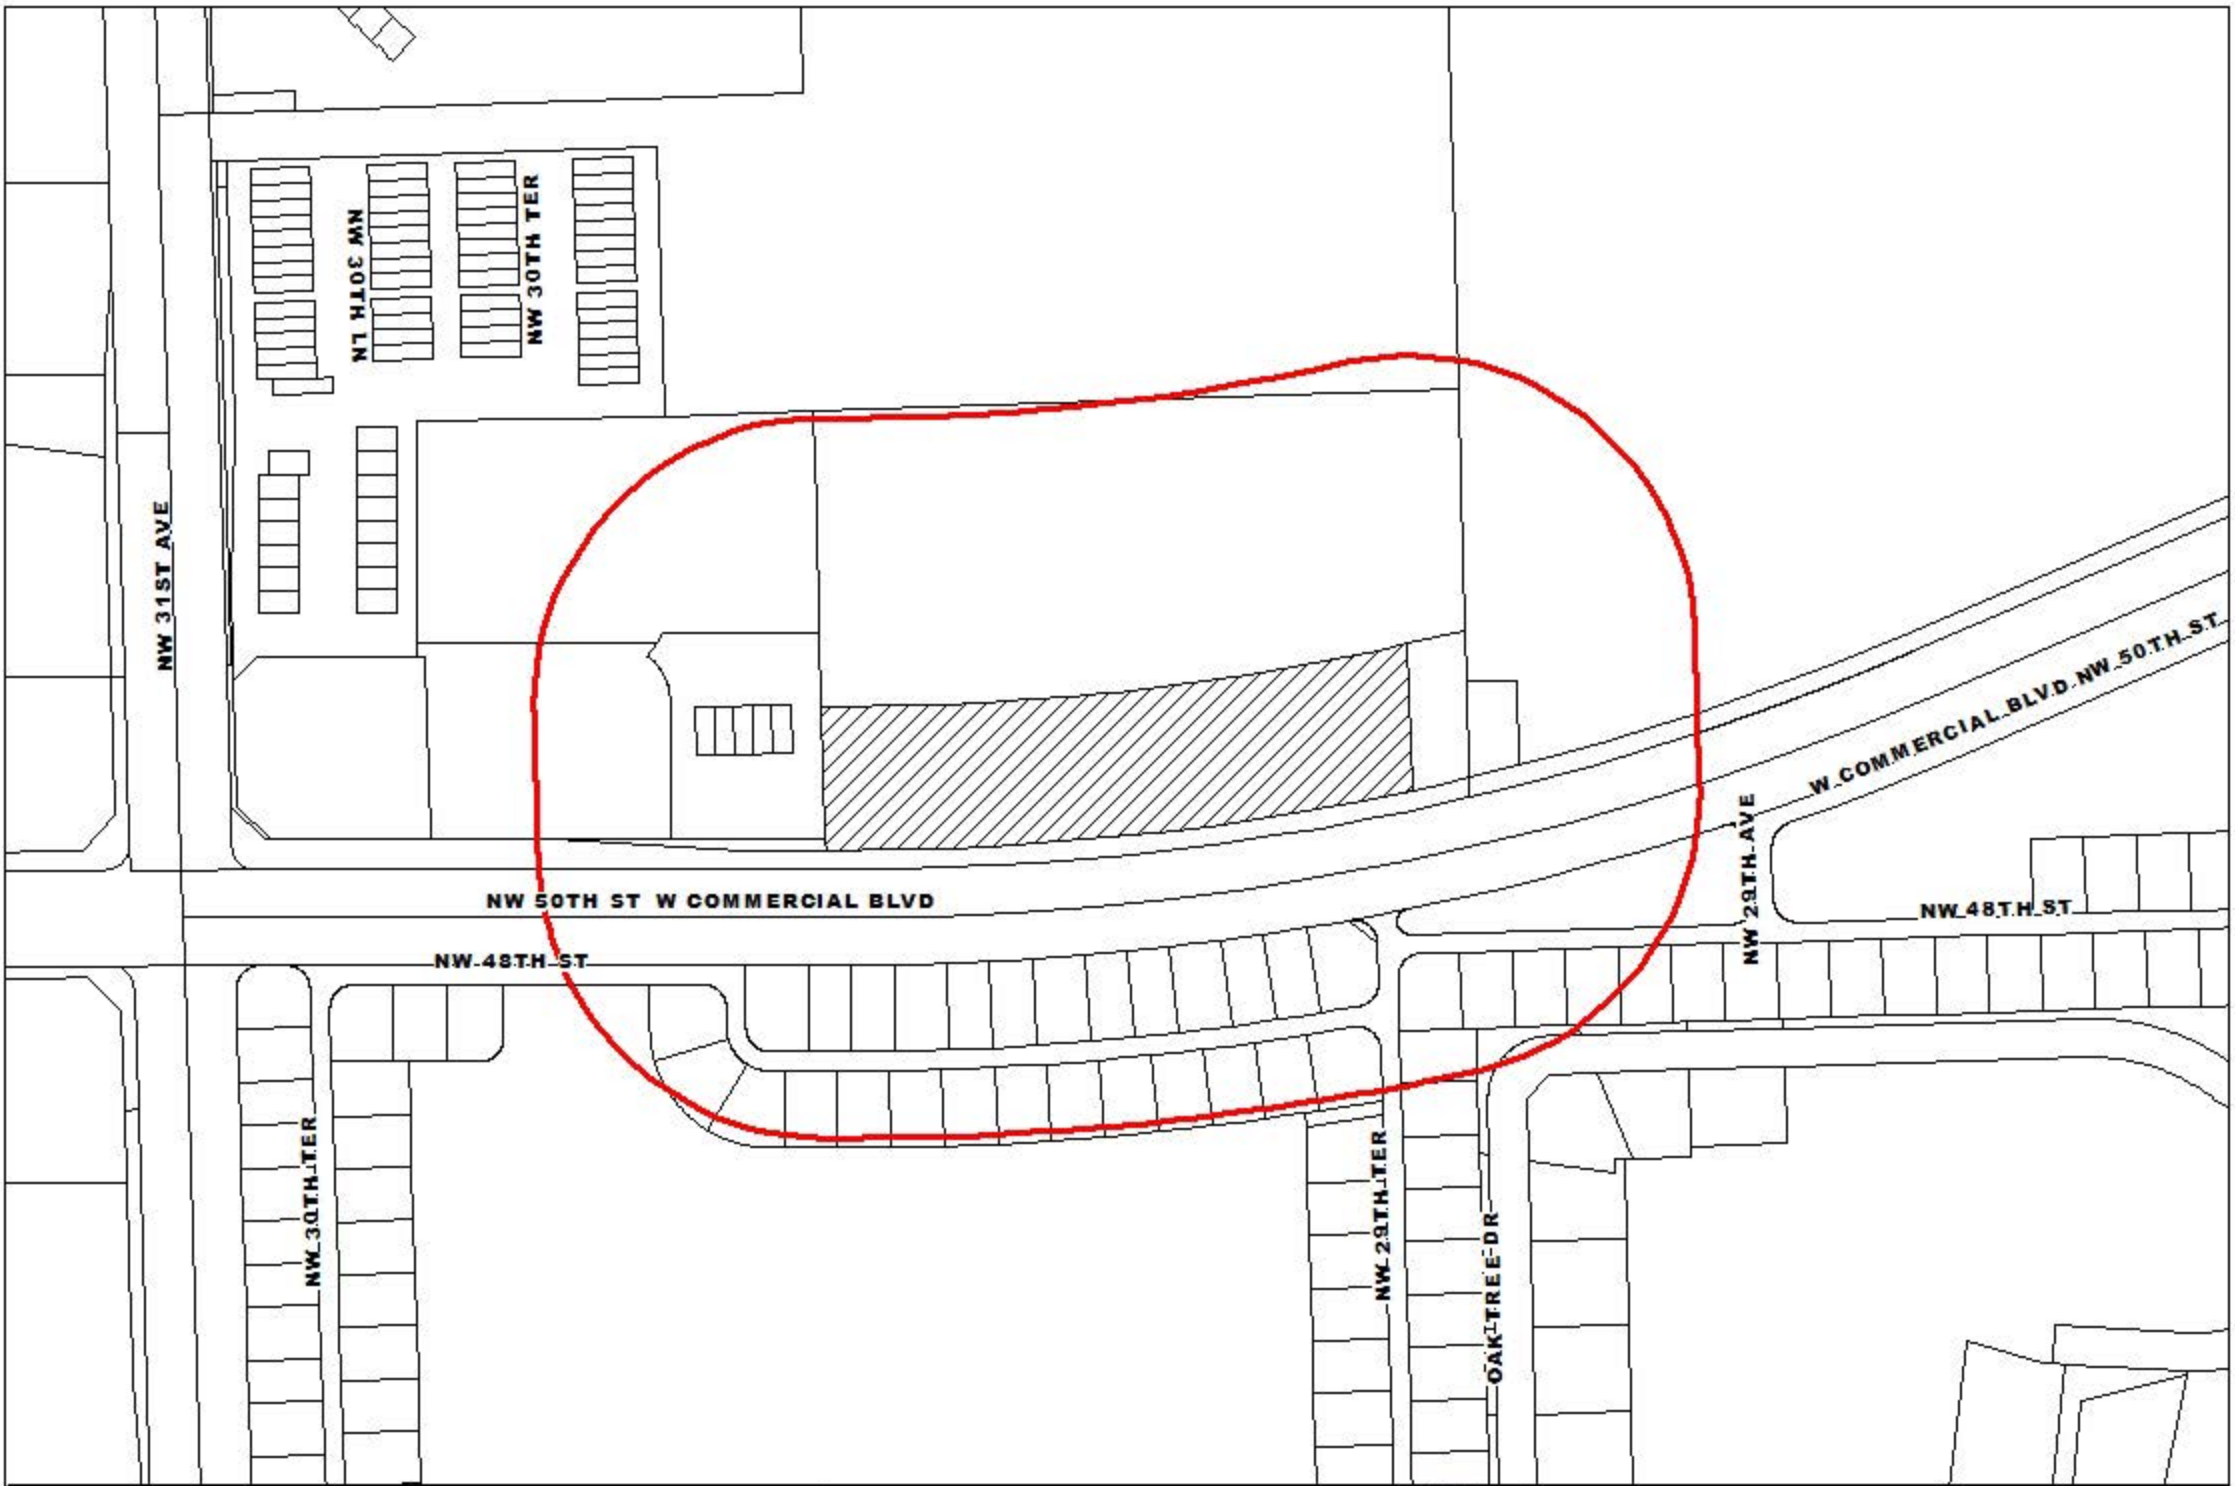 NW 30TH LN
NW 30TH TER
NW 31ST AVE
W COMMERCIAL BLVD NW 50TH ST
NW 29TH AVE
NW 50TH ST W COMMERCIAL BLVD
NW 48TH ST
NW 48TH ST
NW 30TH TER
NW 29TH TER
OAK TREE DR